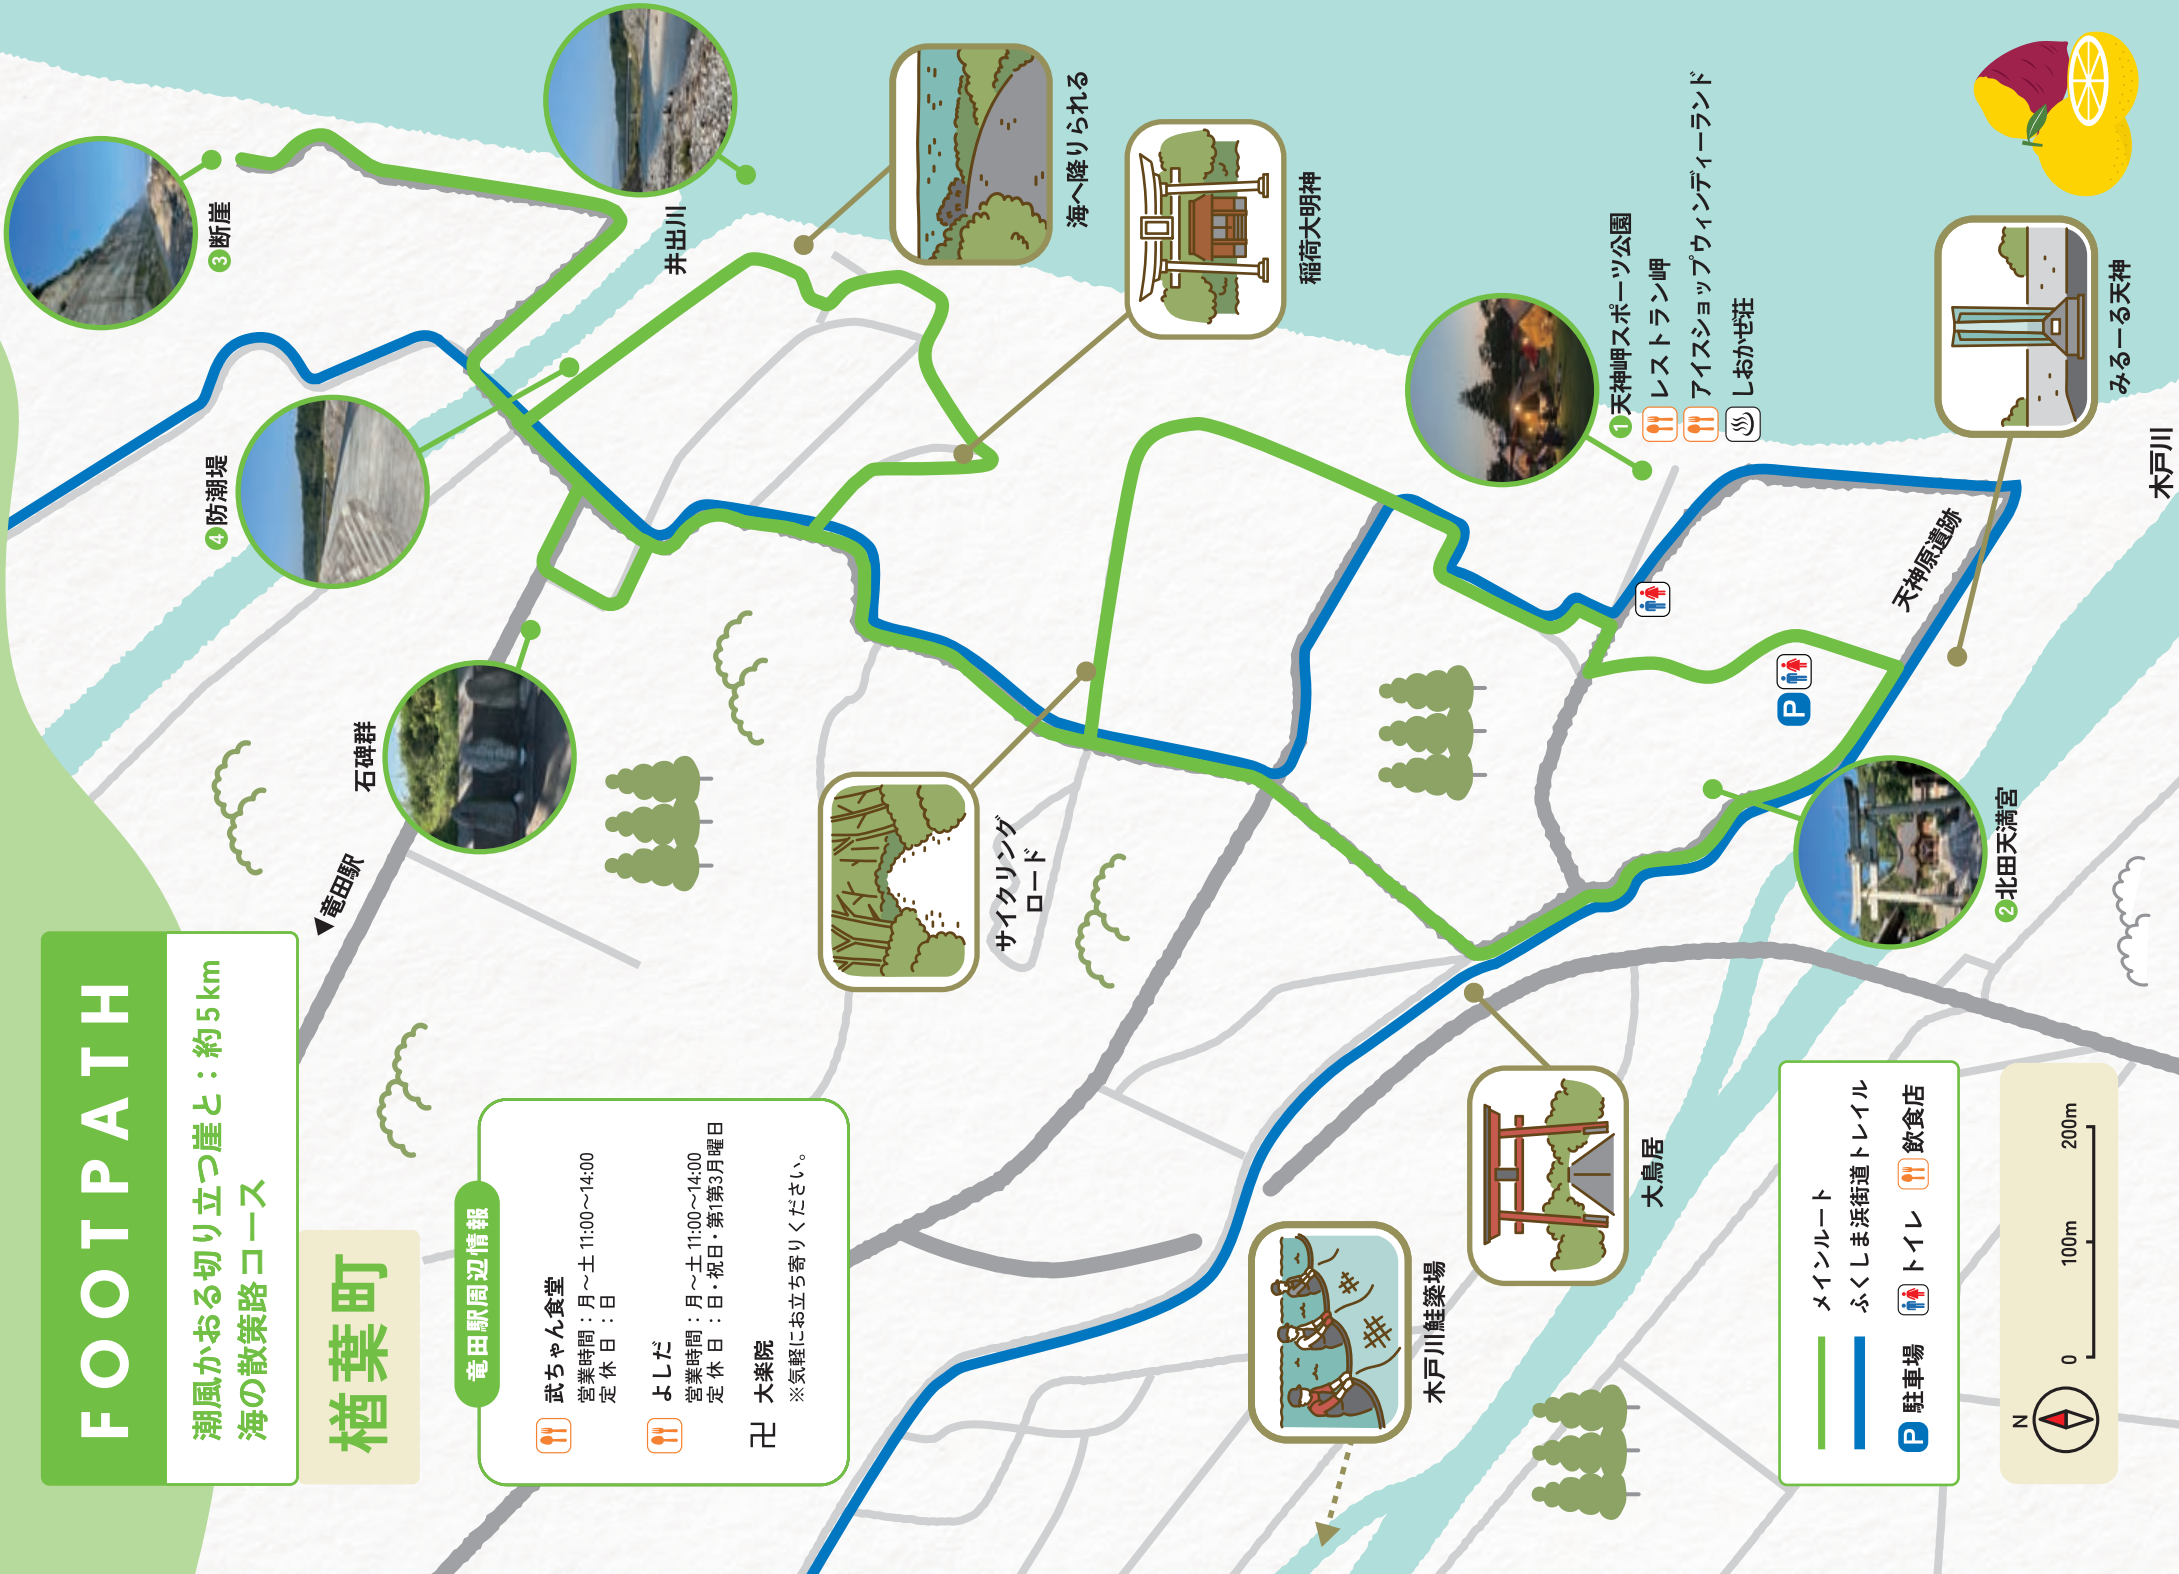 FOOTPATH
潮風かおる切り立つ崖と：約5km
海の散策路コース
楢葉町
竜田駅周辺情報
武ちゃん食堂
営業時間：月～土 11:00～14:00
定休日：日
よしだ
営業時間：月～土 11:00～14:00
定休日：日・祝日・第1第3月曜日
卍 大楽院
※気軽にお立ち寄りください。
竜田駅
石碑群
4 防潮堤
3 断崖
井出川
海へ降りられる
稲荷大明神
サイクリング
ロード
1 天神岬スポーツ公園
レストラン岬
アイスショップウィンディーランド
しおかぜ荘
みるーる天神
天神原遺跡
木戸川
P
2 北田天満宮
大鳥居
木戸川鮭簗場
メインルート
ふくしま浜街道トレイル
P 駐車場 トイレ 飲食店
N
0 100m 200m